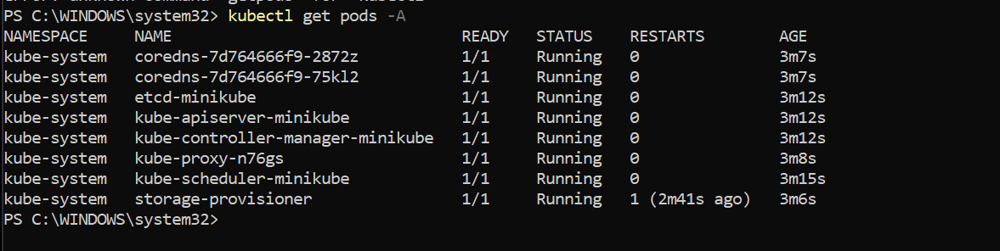 PS C:\WINDOWS\system32> kubectl get pods -A
NAMESPACE     NAME                               READY   STATUS    RESTARTS        AGE
kube-system   coredns-7d764666f9-2872z           1/1     Running   0               3m7s
kube-system   coredns-7d764666f9-75kl2           1/1     Running   0               3m7s
kube-system   etcd-minikube                      1/1     Running   0               3m12s
kube-system   kube-apiserver-minikube            1/1     Running   0               3m12s
kube-system   kube-controller-manager-minikube   1/1     Running   0               3m12s
kube-system   kube-proxy-n76gs                   1/1     Running   0               3m8s
kube-system   kube-scheduler-minikube            1/1     Running   0               3m15s
kube-system   storage-provisioner                1/1     Running   1 (2m41s ago)   3m6s
PS C:\WINDOWS\system32>